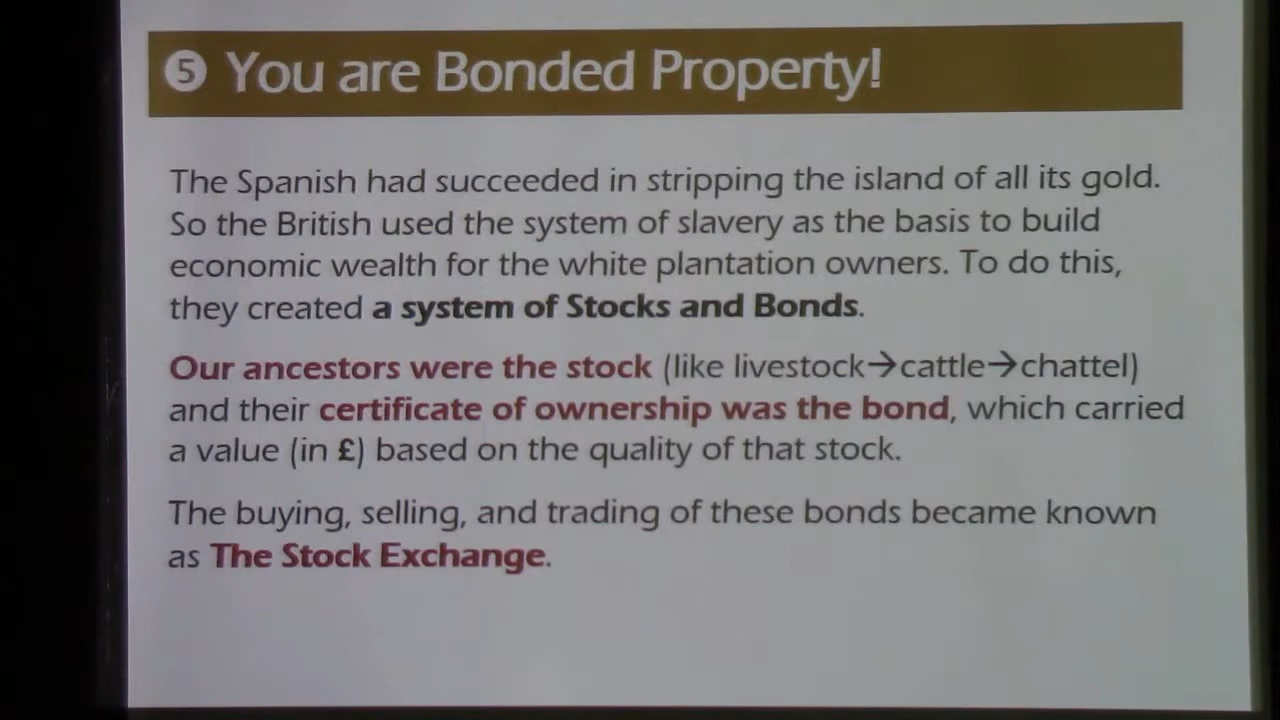 ❺ You are Bonded Property!
The Spanish had succeeded in stripping the island of all its gold.
So the British used the system of slavery as the basis to build
economic wealth for the white plantation owners. To do this,
they created a system of Stocks and Bonds.
Our ancestors were the stock (like livestock→cattle→chattel)
and their certificate of ownership was the bond, which carried
a value (in £) based on the quality of that stock.
The buying, selling, and trading of these bonds became known
as The Stock Exchange.